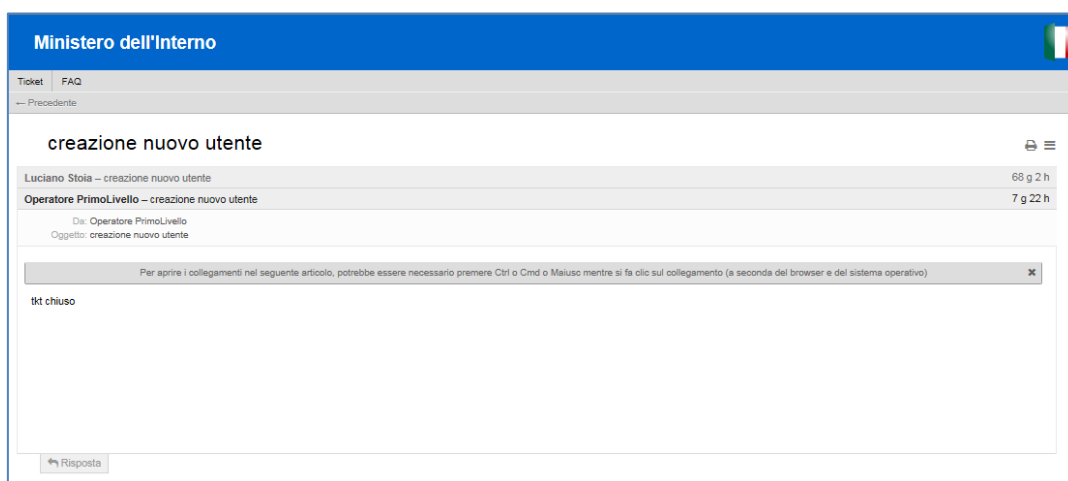 Ministero dell'Interno
Ticket FAQ
← Precedente
creazione nuovo utente
Luciano Stoia – creazione nuovo utente 68 g 2 h
Operatore PrimoLivello – creazione nuovo utente 7 g 22 h
Da: Operatore PrimoLivello
Oggetto: creazione nuovo utente
Per aprire i collegamenti nel seguente articolo, potrebbe essere necessario premere Ctrl o Cmd o Maiusc mentre si fa clic sul collegamento (a seconda del browser e del sistema operativo)
tkt chiuso
Risposta